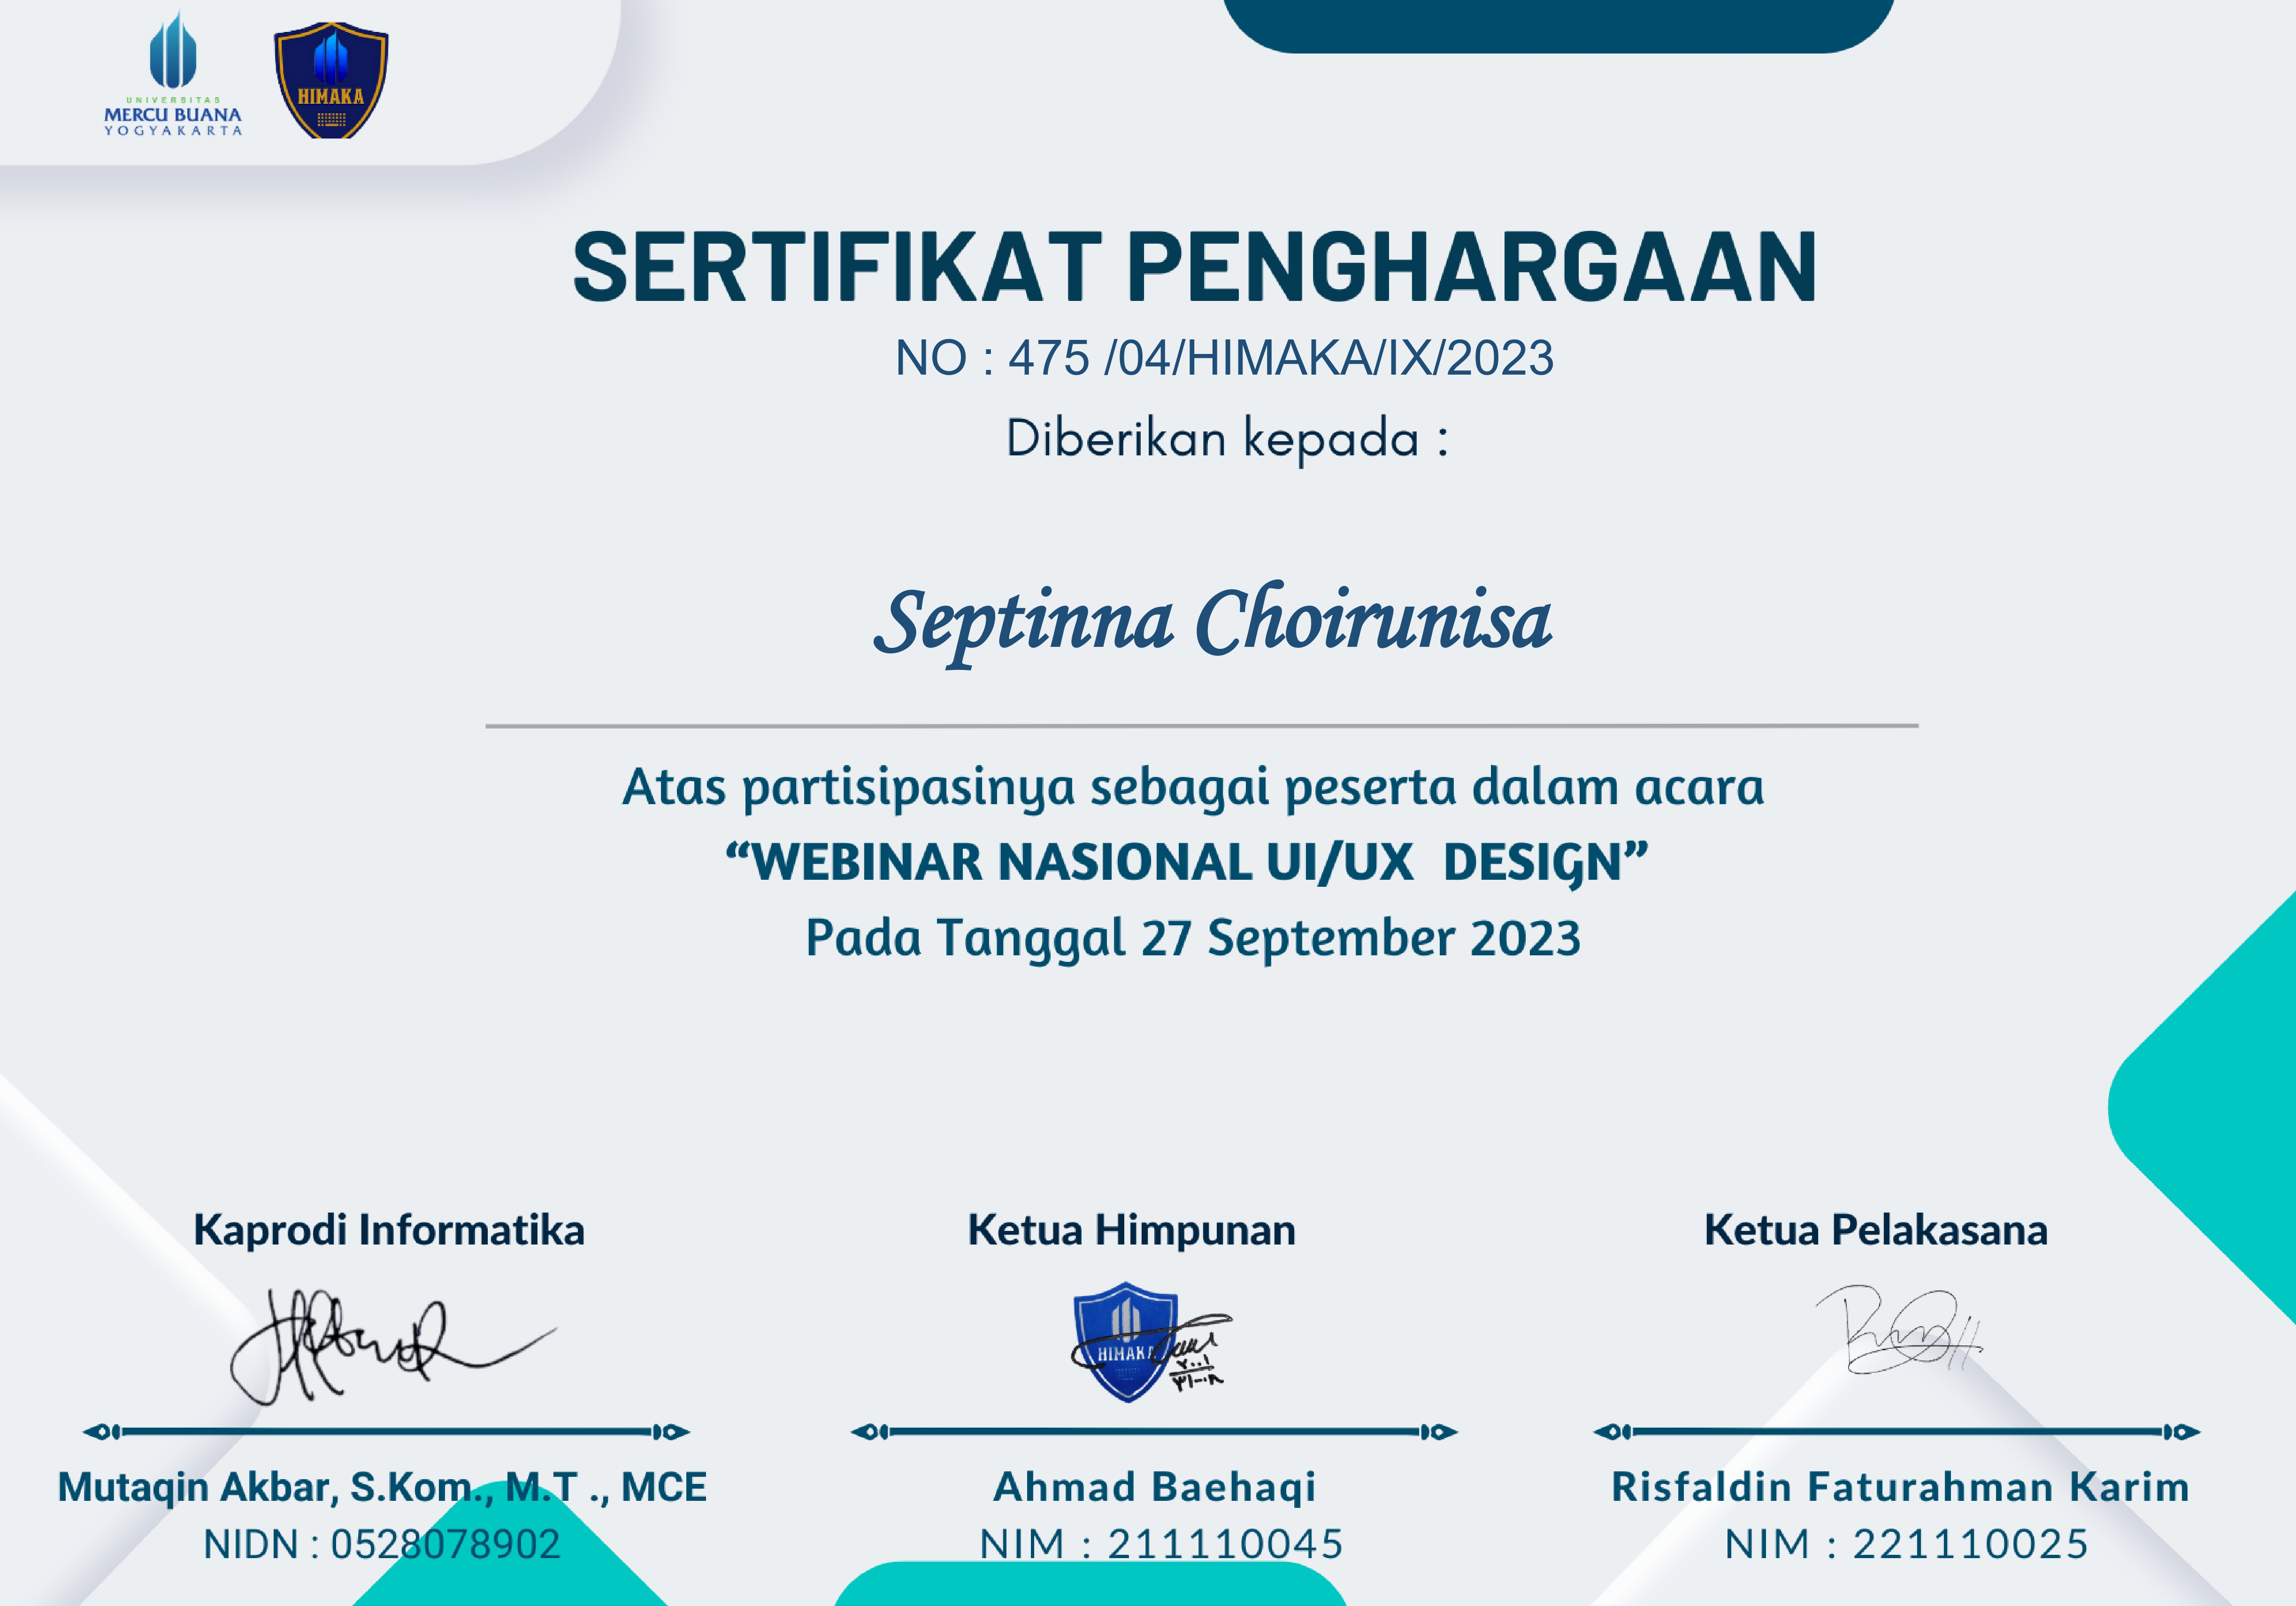 UNIVERSITAS
MERCU BUANA
YOGYAKARTA
HIMAKA
SERTIFIKAT PENGHARGAAN
NO : 475 /04/HIMAKA/IX/2023
Diberikan kepada :
Septinna Choirunisa
Atas partisipasinya sebagai peserta dalam acara
“WEBINAR NASIONAL UI/UX DESIGN”
Pada Tanggal 27 September 2023
Kaprodi Informatika
Ketua Himpunan
Ketua Pelakasana
HIMAKA
Mutaqin Akbar, S.Kom., M.T ., MCE
Ahmad Baehaqi
Risfaldin Faturahman Karim
NIDN : 0528078902
NIM : 211110045
NIM : 221110025